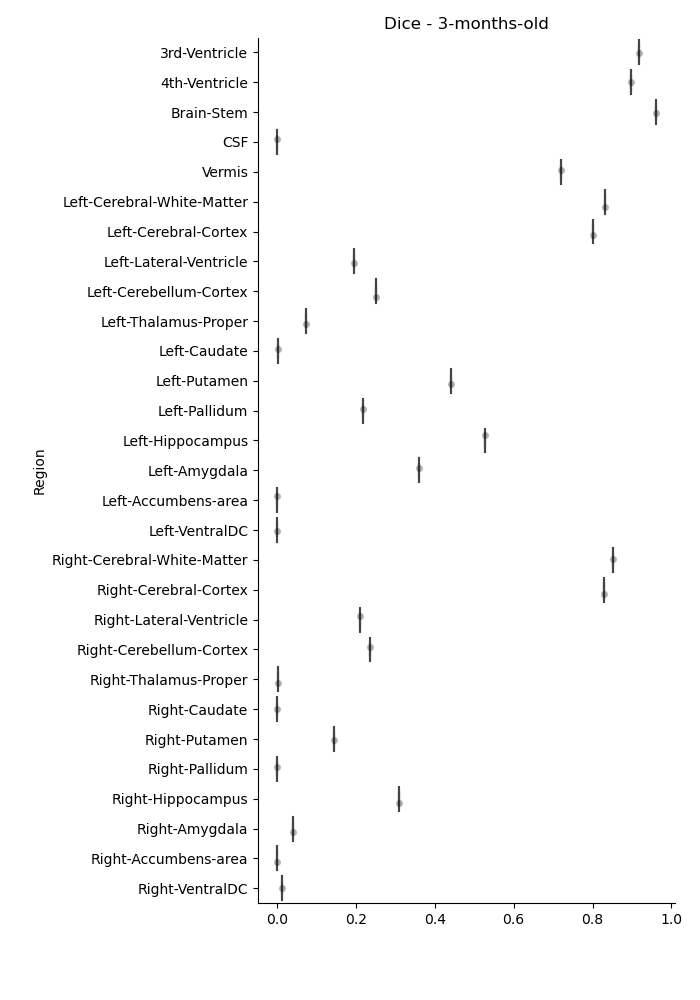 Dice - 3-months-old
3rd-Ventricle
4th-Ventricle
Brain-Stem
CSF
Vermis
Left-Cerebral-White-Matter
Left-Cerebral-Cortex
Left-Lateral-Ventricle
Left-Cerebellum-Cortex
Left-Thalamus-Proper
Left-Caudate
Left-Putamen
Left-Pallidum
Left-Hippocampus
Region
Left-Amygdala
Left-Accumbens-area
Left-VentralDC
Right-Cerebral-White-Matter
Right-Cerebral-Cortex
Right-Lateral-Ventricle
Right-Cerebellum-Cortex
Right-Thalamus-Proper
Right-Caudate
Right-Putamen
Right-Pallidum
Right-Hippocampus
Right-Amygdala
Right-Accumbens-area
Right-VentralDC
0.0 0.2 0.4 0.6 0.8 1.0